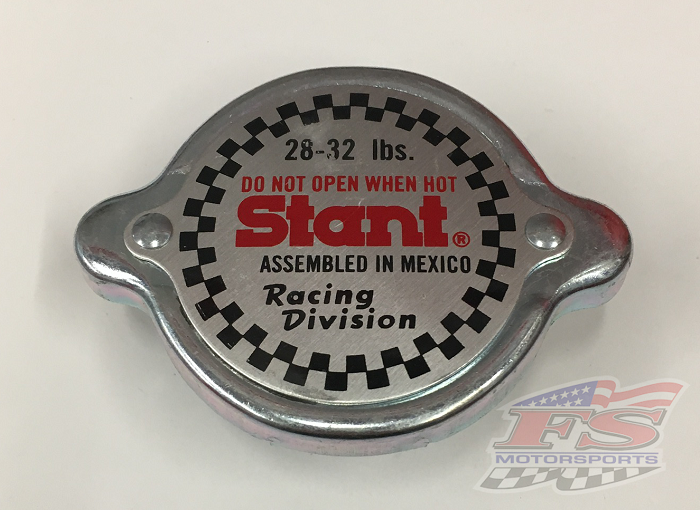 28-32 lbs.
DO NOT OPEN WHEN HOT
Stant®
ASSEMBLED IN MEXICO
Racing
Division
FS
MOTORSPORTS